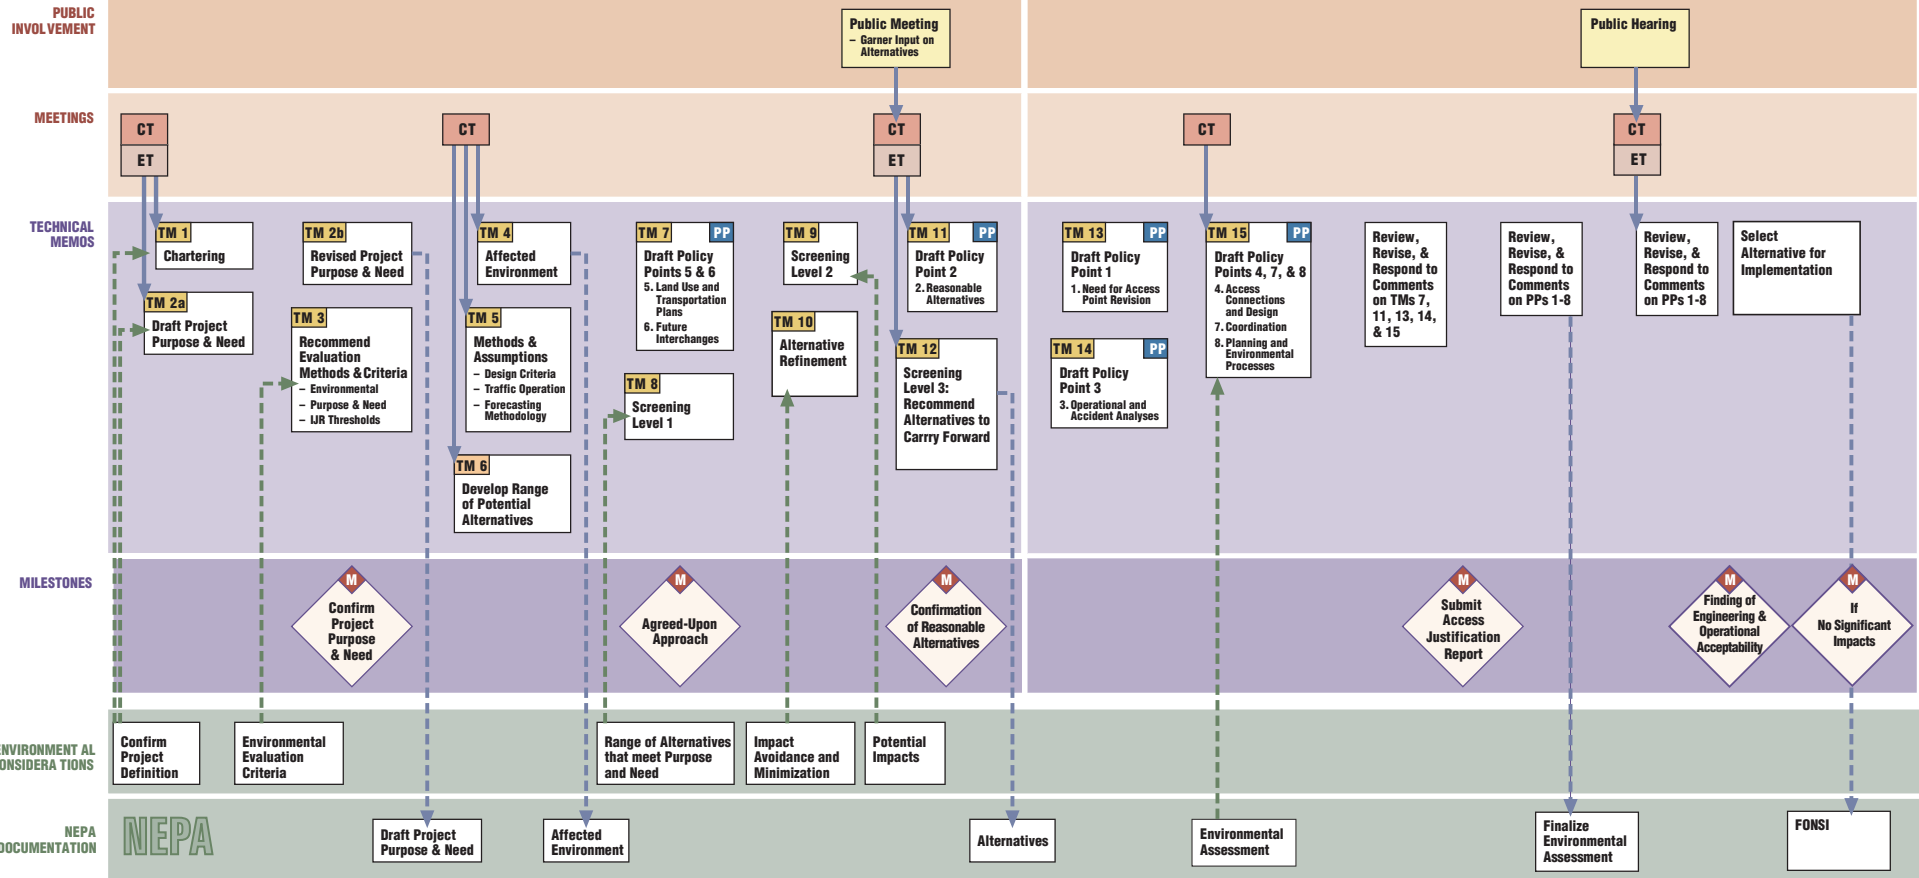 PUBLIC
INVOLVEMENT
Public Meeting
– Garner Input on
Alternatives
Public Hearing
MEETINGS
CT
ET
CT
CT
ET
CT
CT
ET
TECHNICAL
MEMOS
TM 1
Chartering
TM 2a
Draft Project
Purpose & Need
TM 2b
Revised Project
Purpose & Need
TM 3
Recommend
Evaluation
Methods & Criteria
– Environmental
– Purpose & Need
– IJR Thresholds
TM 4
Affected
Environment
TM 5
Methods &
Assumptions
– Design Criteria
– Traffic Operation
– Forecasting
Methodology
TM 6
Develop Range
of Potential
Alternatives
TM 7 PP
Draft Policy
Points 5 & 6
5. Land Use and
Transportation
Plans
6. Future
Interchanges
TM 8
Screening
Level 1
TM 9
Screening
Level 2
TM 10
Alternative
Refinement
TM 11 PP
Draft Policy
Point 2
2. Reasonable
Alternatives
TM 12
Screening
Level 3:
Recommend
Alternatives to
Carrry Forward
TM 13 PP
Draft Policy
Point 1
1. Need for Access
Point Revision
TM 14 PP
Draft Policy
Point 3
3. Operational and
Accident Analyses
TM 15 PP
Draft Policy
Points 4, 7, & 8
4. Access
Connections
and Design
7. Coordination
8. Planning and
Environmental
Processes
Review,
Revise, &
Respond to
Comments
on TMs 7,
11, 13, 14,
& 15
Review,
Revise, &
Respond to
Comments
on PPs 1-8
Review,
Revise, &
Respond to
Comments
on PPs 1-8
Select
Alternative for
Implementation
MILESTONES
M
Confirm
Project
Purpose
& Need
M
Agreed-Upon
Approach
M
Confirmation
of Reasonable
Alternatives
M
Submit
Access
Justification
Report
M
Finding of
Engineering &
Operational
Acceptability
M
If
No Significant
Impacts
ENVIRONMENT AL
ONSIDERA TIONS
Confirm
Project
Definition
Environmental
Evaluation
Criteria
Range of Alternatives
that meet Purpose
and Need
Impact
Avoidance and
Minimization
Potential
Impacts
NEPA
DOCUMENTATION
NEPA
Draft Project
Purpose & Need
Affected
Environment
Alternatives
Environmental
Assessment
Finalize
Environmental
Assessment
FONSI